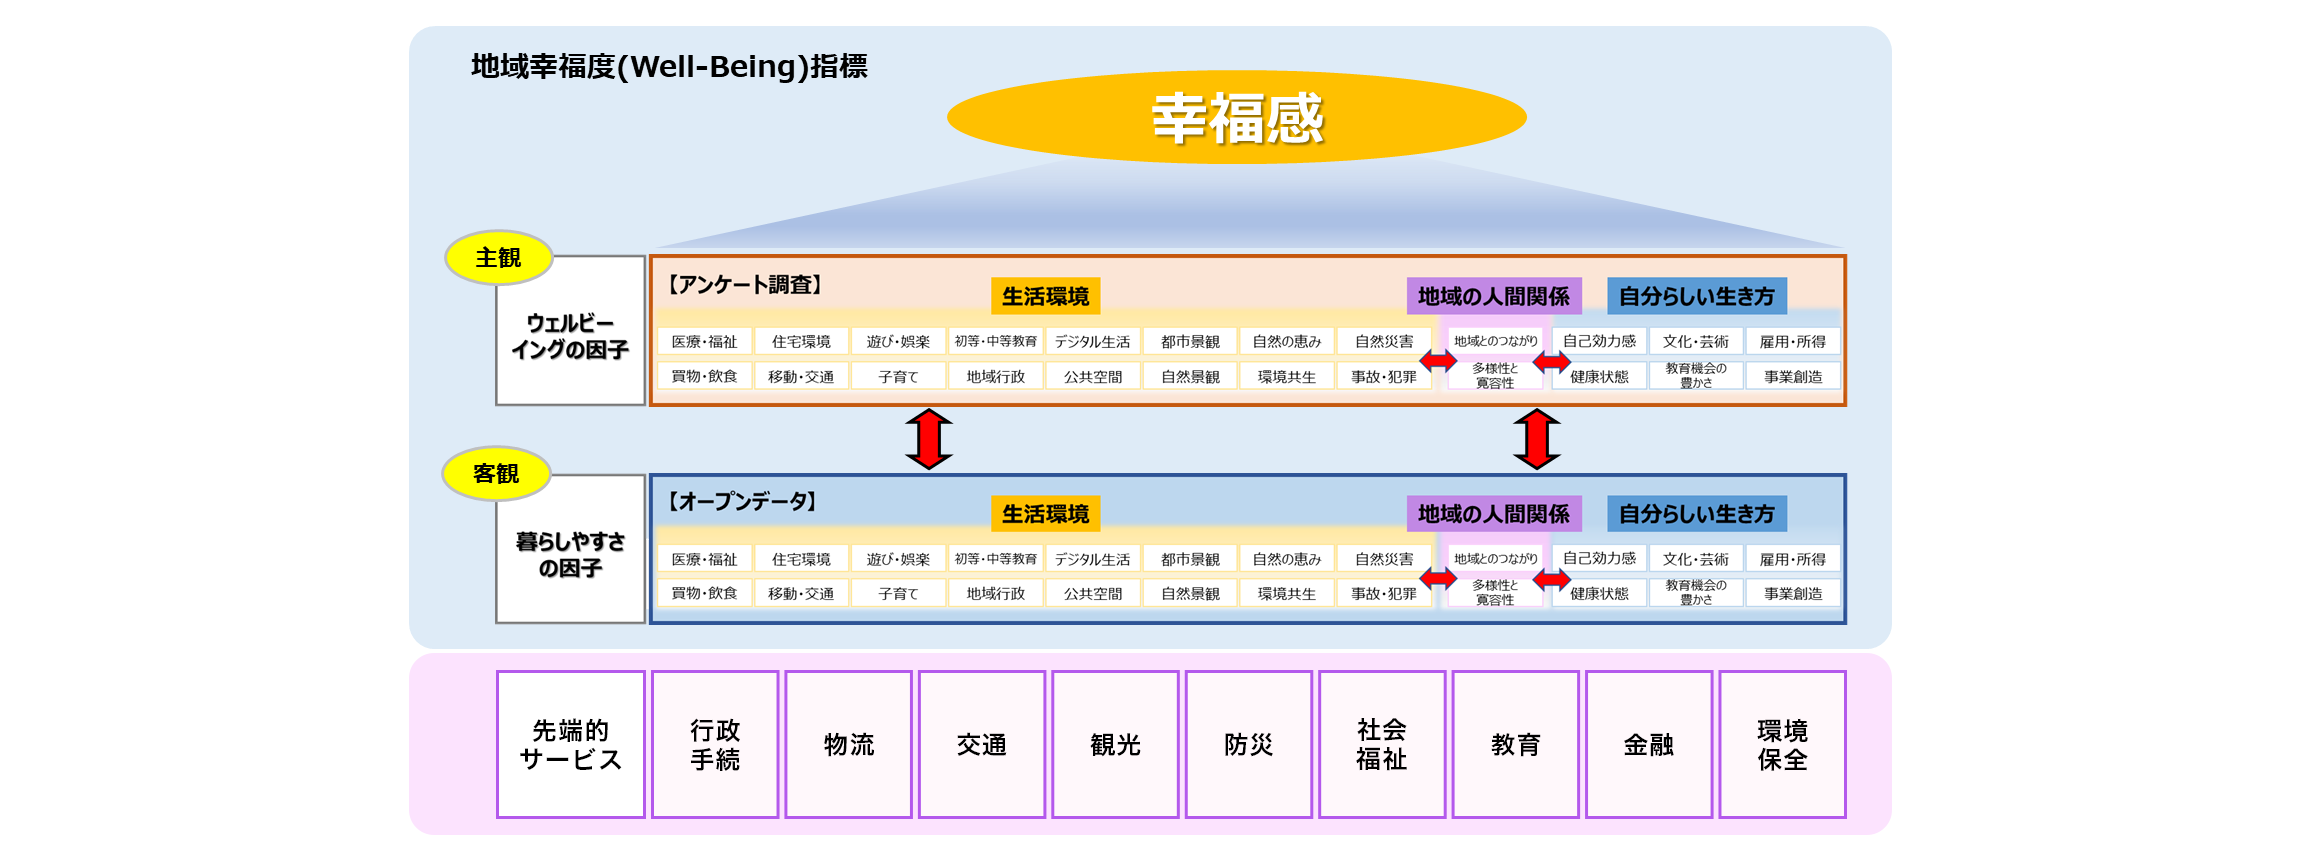 地域幸福度(Well-Being)指標
幸福感
主観
ウェルビー
イングの因子
【アンケート調査】
生活環境
地域の人間関係
自分らしい生き方
医療・福祉 住宅環境 遊び・娯楽 初等・中等教育 デジタル生活 都市景観 自然の恵み 自然災害 地域とのつながり 自己効力感 文化・芸術 雇用・所得
買物・飲食 移動・交通 子育て 地域行政 公共空間 自然景観 環境共生 事故・犯罪
多様性と
寛容性
健康状態
教育機会の
豊かさ
事業創造
客観
暮らしやすさ
の因子
【オープンデータ】
生活環境
地域の人間関係
自分らしい生き方
医療・福祉 住宅環境 遊び・娯楽 初等・中等教育 デジタル生活 都市景観 自然の恵み 自然災害 地域とのつながり 自己効力感 文化・芸術 雇用・所得
買物・飲食 移動・交通 子育て 地域行政 公共空間 自然景観 環境共生 事故・犯罪
多様性と
寛容性
健康状態
教育機会の
豊かさ
事業創造
先端的
サービス
行政
手続
物流
交通
観光
防災
社会
福祉
教育
金融
環境
保全